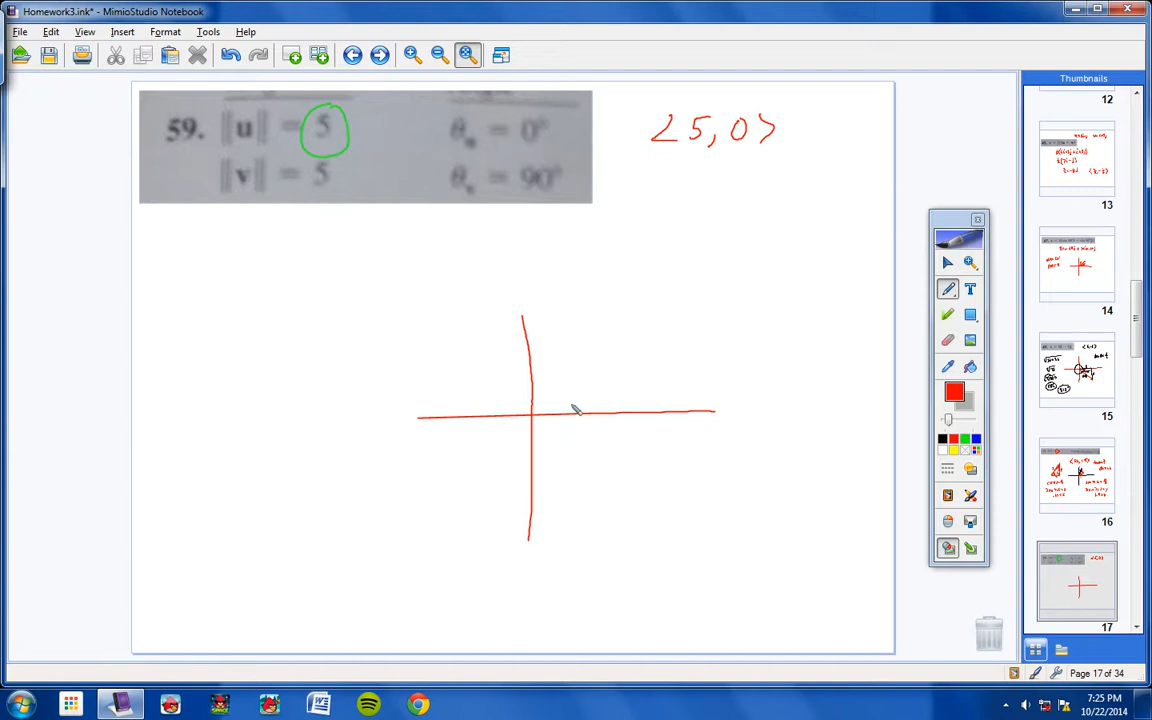 Homework3.ink* - MimioStudio Notebook
File Edit View Insert Format Tools Help
59. ||u|| = 5 θu = 0°
||v|| = 5 θv = 90°
<5, 0>
Thumbnails
12
13
14
15
16
17
Page 17 of 34
7:25 PM
10/22/2014